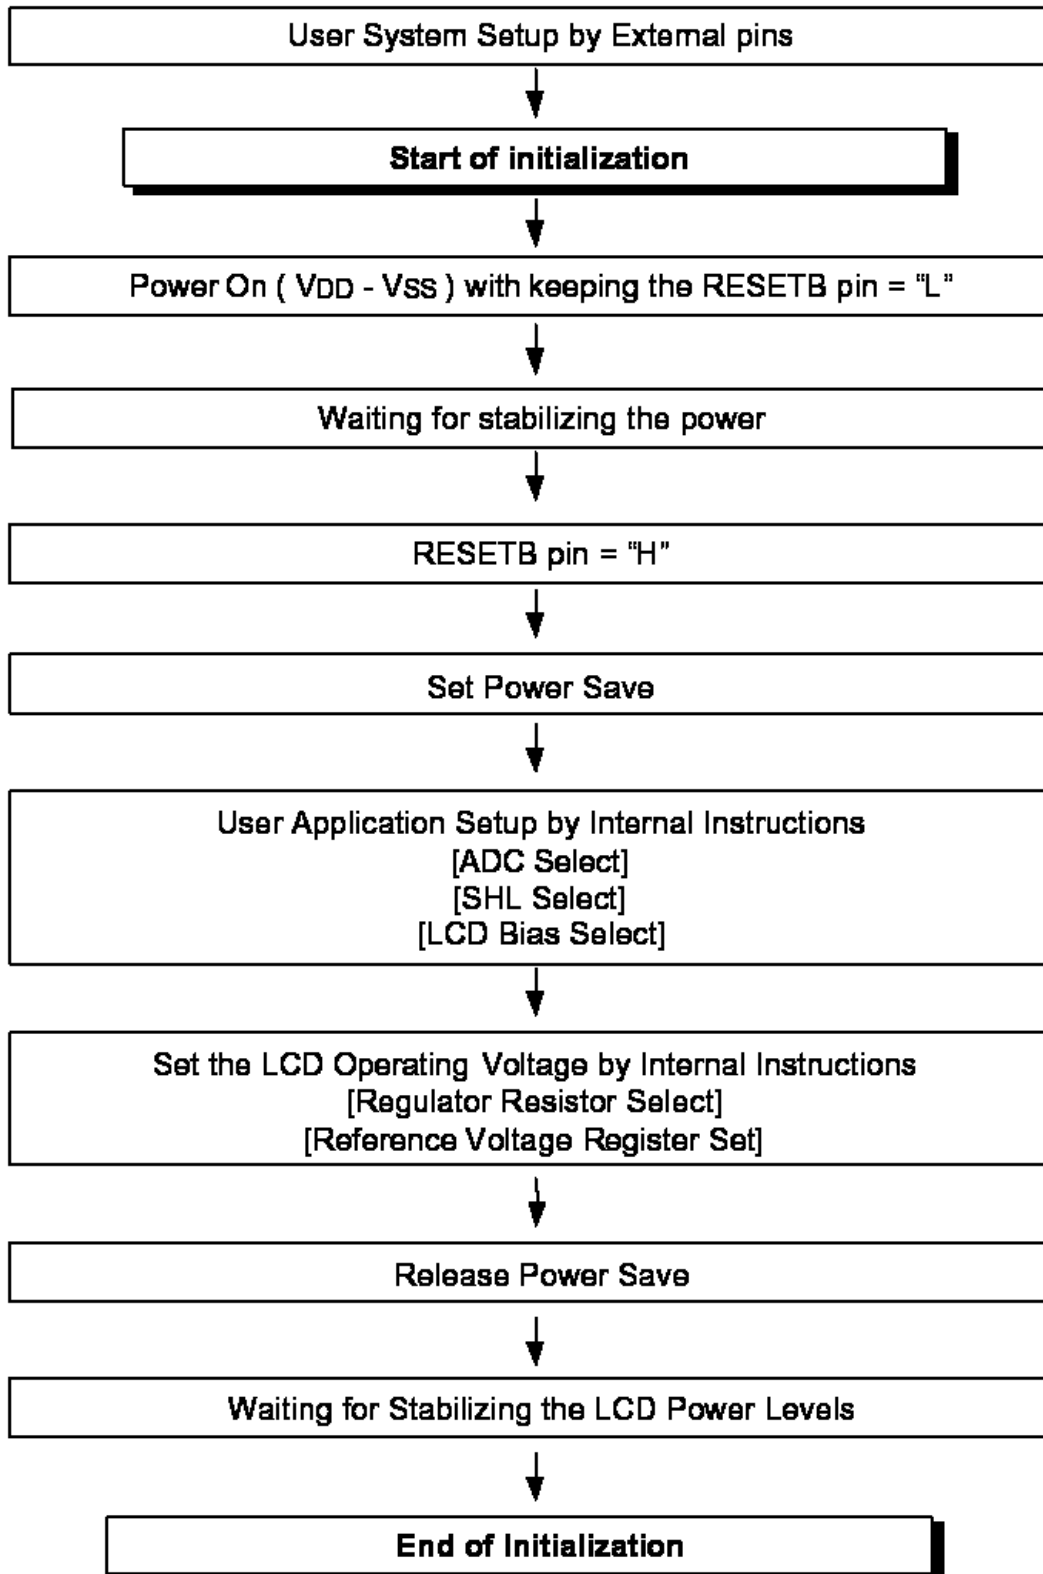 User System Setup by External pins
Start of initialization
Power On ( VDD - VSS ) with keeping the RESETB pin = “L”
Waiting for stabilizing the power
RESETB pin = “H”
Set Power Save
User Application Setup by Internal Instructions
[ADC Select]
[SHL Select]
[LCD Bias Select]
Set the LCD Operating Voltage by Internal Instructions
[Regulator Resistor Select]
[Reference Voltage Register Set]
Release Power Save
Waiting for Stabilizing the LCD Power Levels
End of Initialization